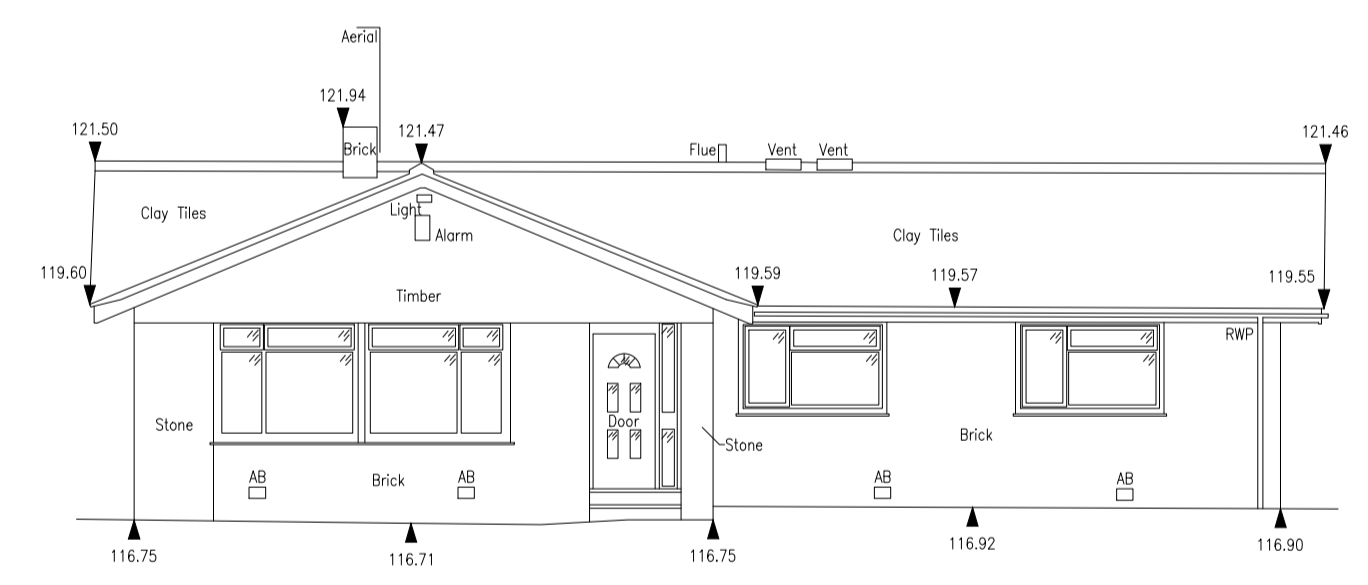 Aerial
121.94
121.50
121.47
121.46
Brick
Flue
Vent
Vent
Clay Tiles
Light
Alarm
Clay Tiles
119.60
119.59
119.57
119.55
Timber
RWP
Stone
Door
Brick
Stone
AB
Brick
AB
AB
AB
116.75
116.71
116.75
116.92
116.90